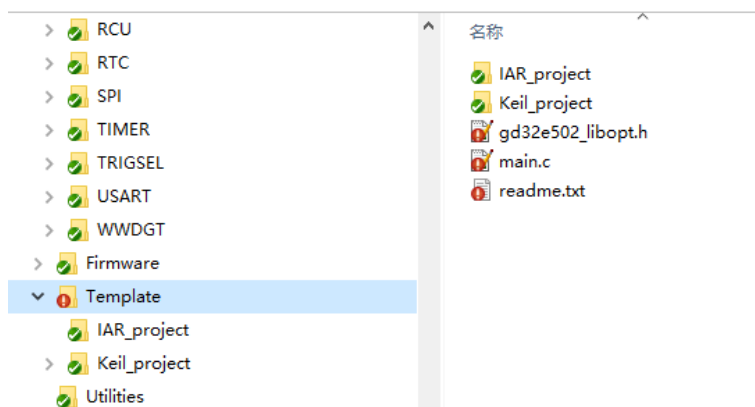 RCU
RTC
SPI
TIMER
TRIGSEL
USART
WWDGT
Firmware
Template
IAR_project
Keil_project
Utilities
名称
IAR_project
Keil_project
gd32e502_libopt.h
main.c
readme.txt